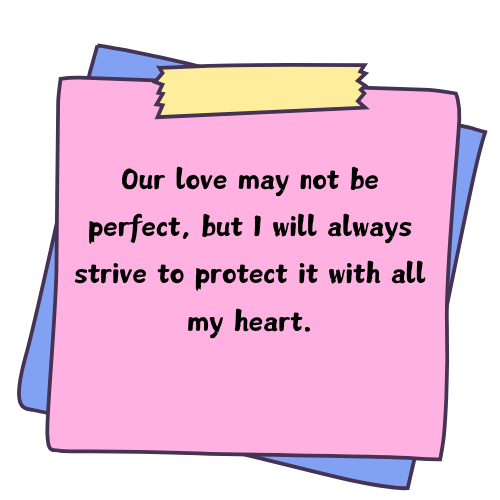 Our love may not be
perfect, but I will always
strive to protect it with all
my heart.